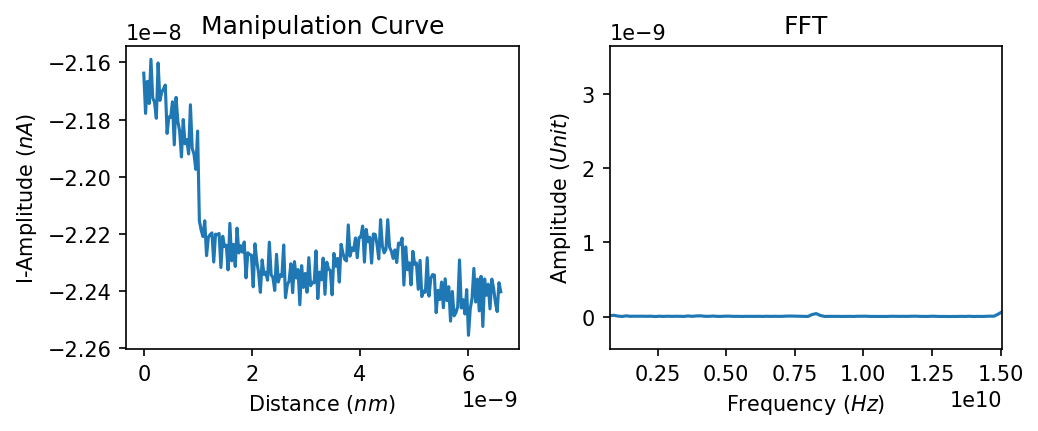 Manipulation Curve
1e−8
−2.16
−2.18
−2.20
−2.22
−2.24
−2.26
I-Amplitude (nA)
0 2 4 6
1e−9
Distance (nm)
FFT
1e−9
3
2
1
0
Amplitude (Unit)
0.25 0.50 0.75 1.00 1.25 1.50
1e10
Frequency (Hz)